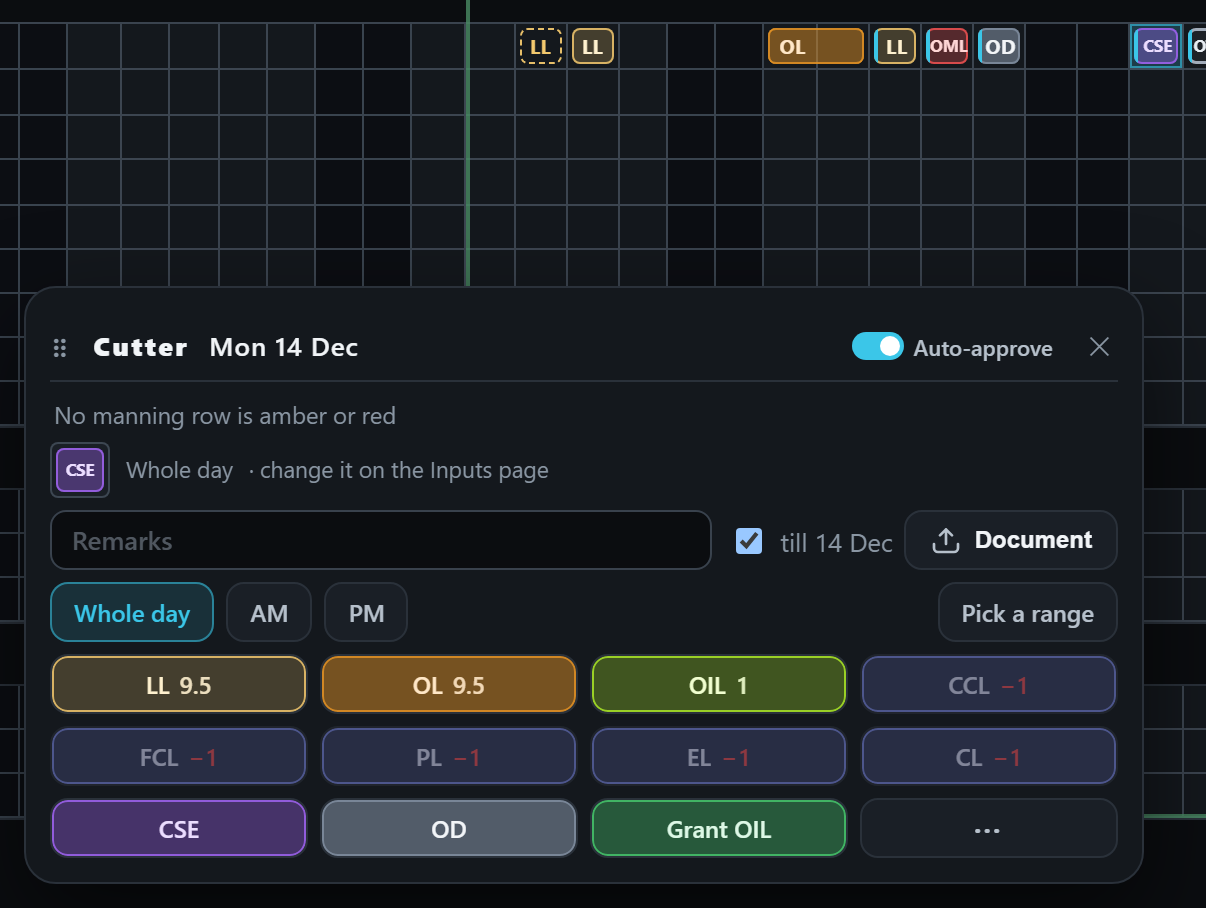 LL LL OL LL OML OD CSE
Cutter Mon 14 Dec Auto-approve
No manning row is amber or red
CSE Whole day · change it on the Inputs page
Remarks till 14 Dec Document
Whole day AM PM Pick a range
LL 9.5 OL 9.5 OIL 1 CCL −1
FCL −1 PL −1 EL −1 CL −1
CSE OD Grant OIL ...